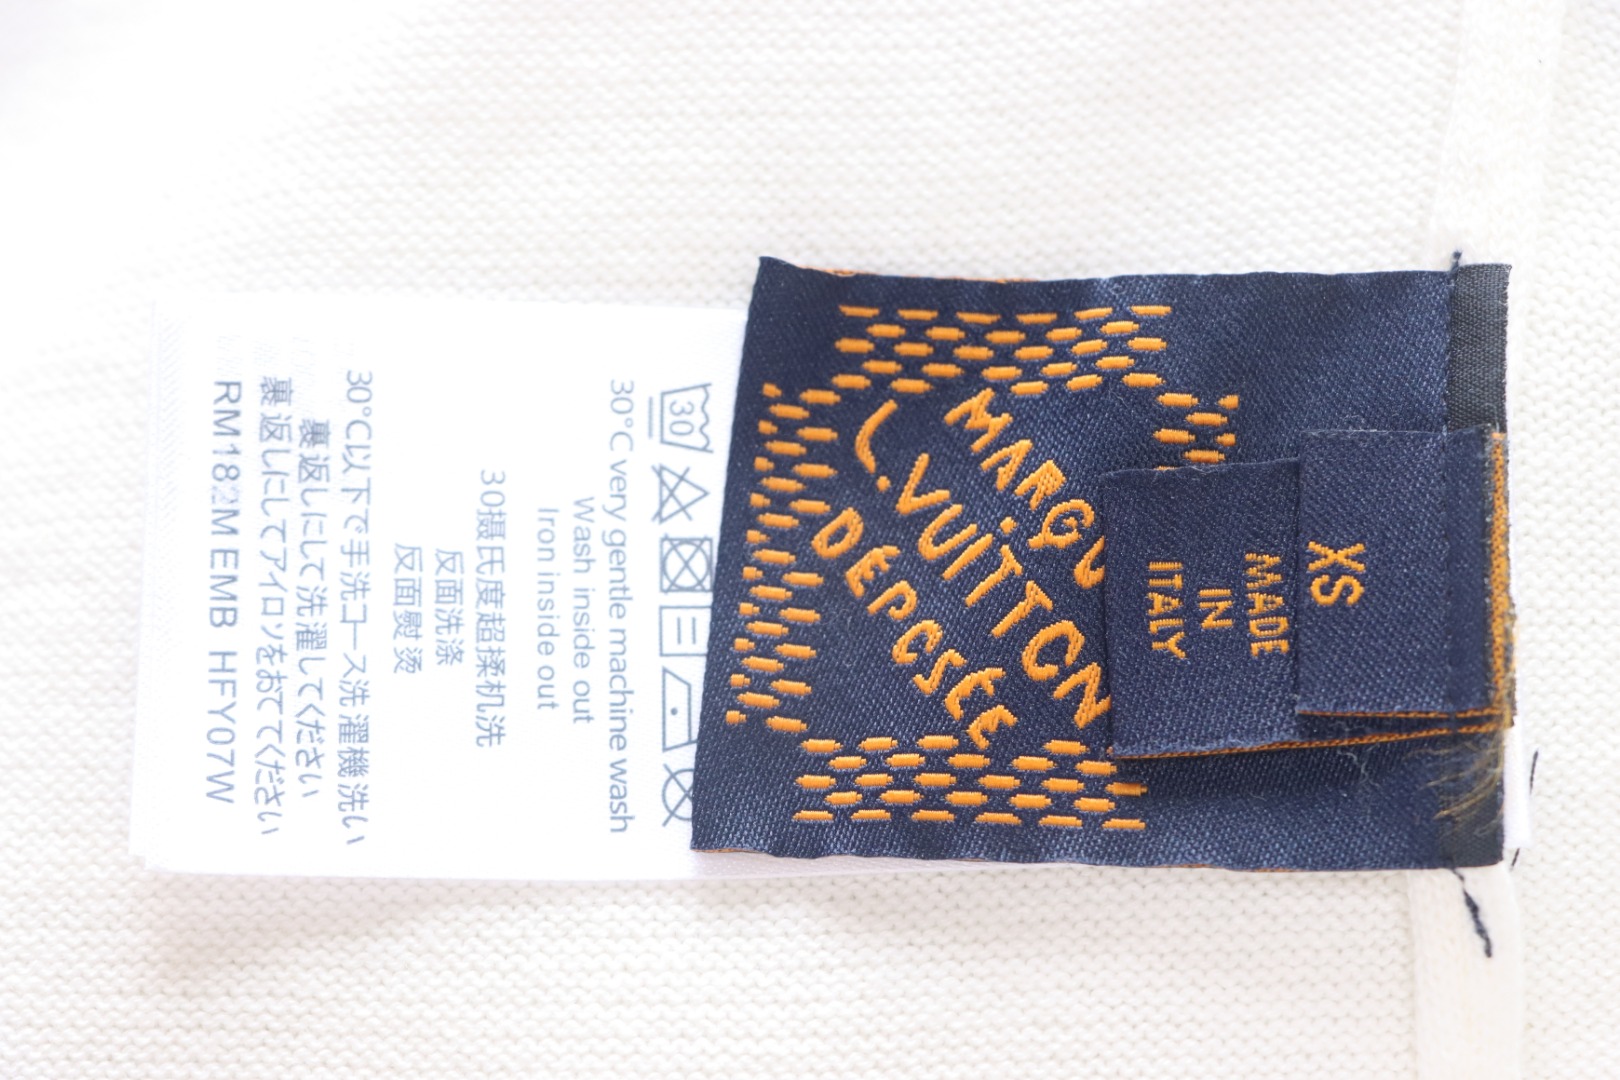 MARQU
L.VUITTON
DÉPOSÉE
XS
MADE
IN
ITALY
30
30°C very gentle machine wash
Wash inside out
Iron inside out
30摄氏度超揉机洗
反面洗涤
反面熨烫
30°C以下で手洗コース洗濯機洗い
裏返しにして洗濯してください
裏返しにしてアイロンをおててください
RM182M EMB HFY07W